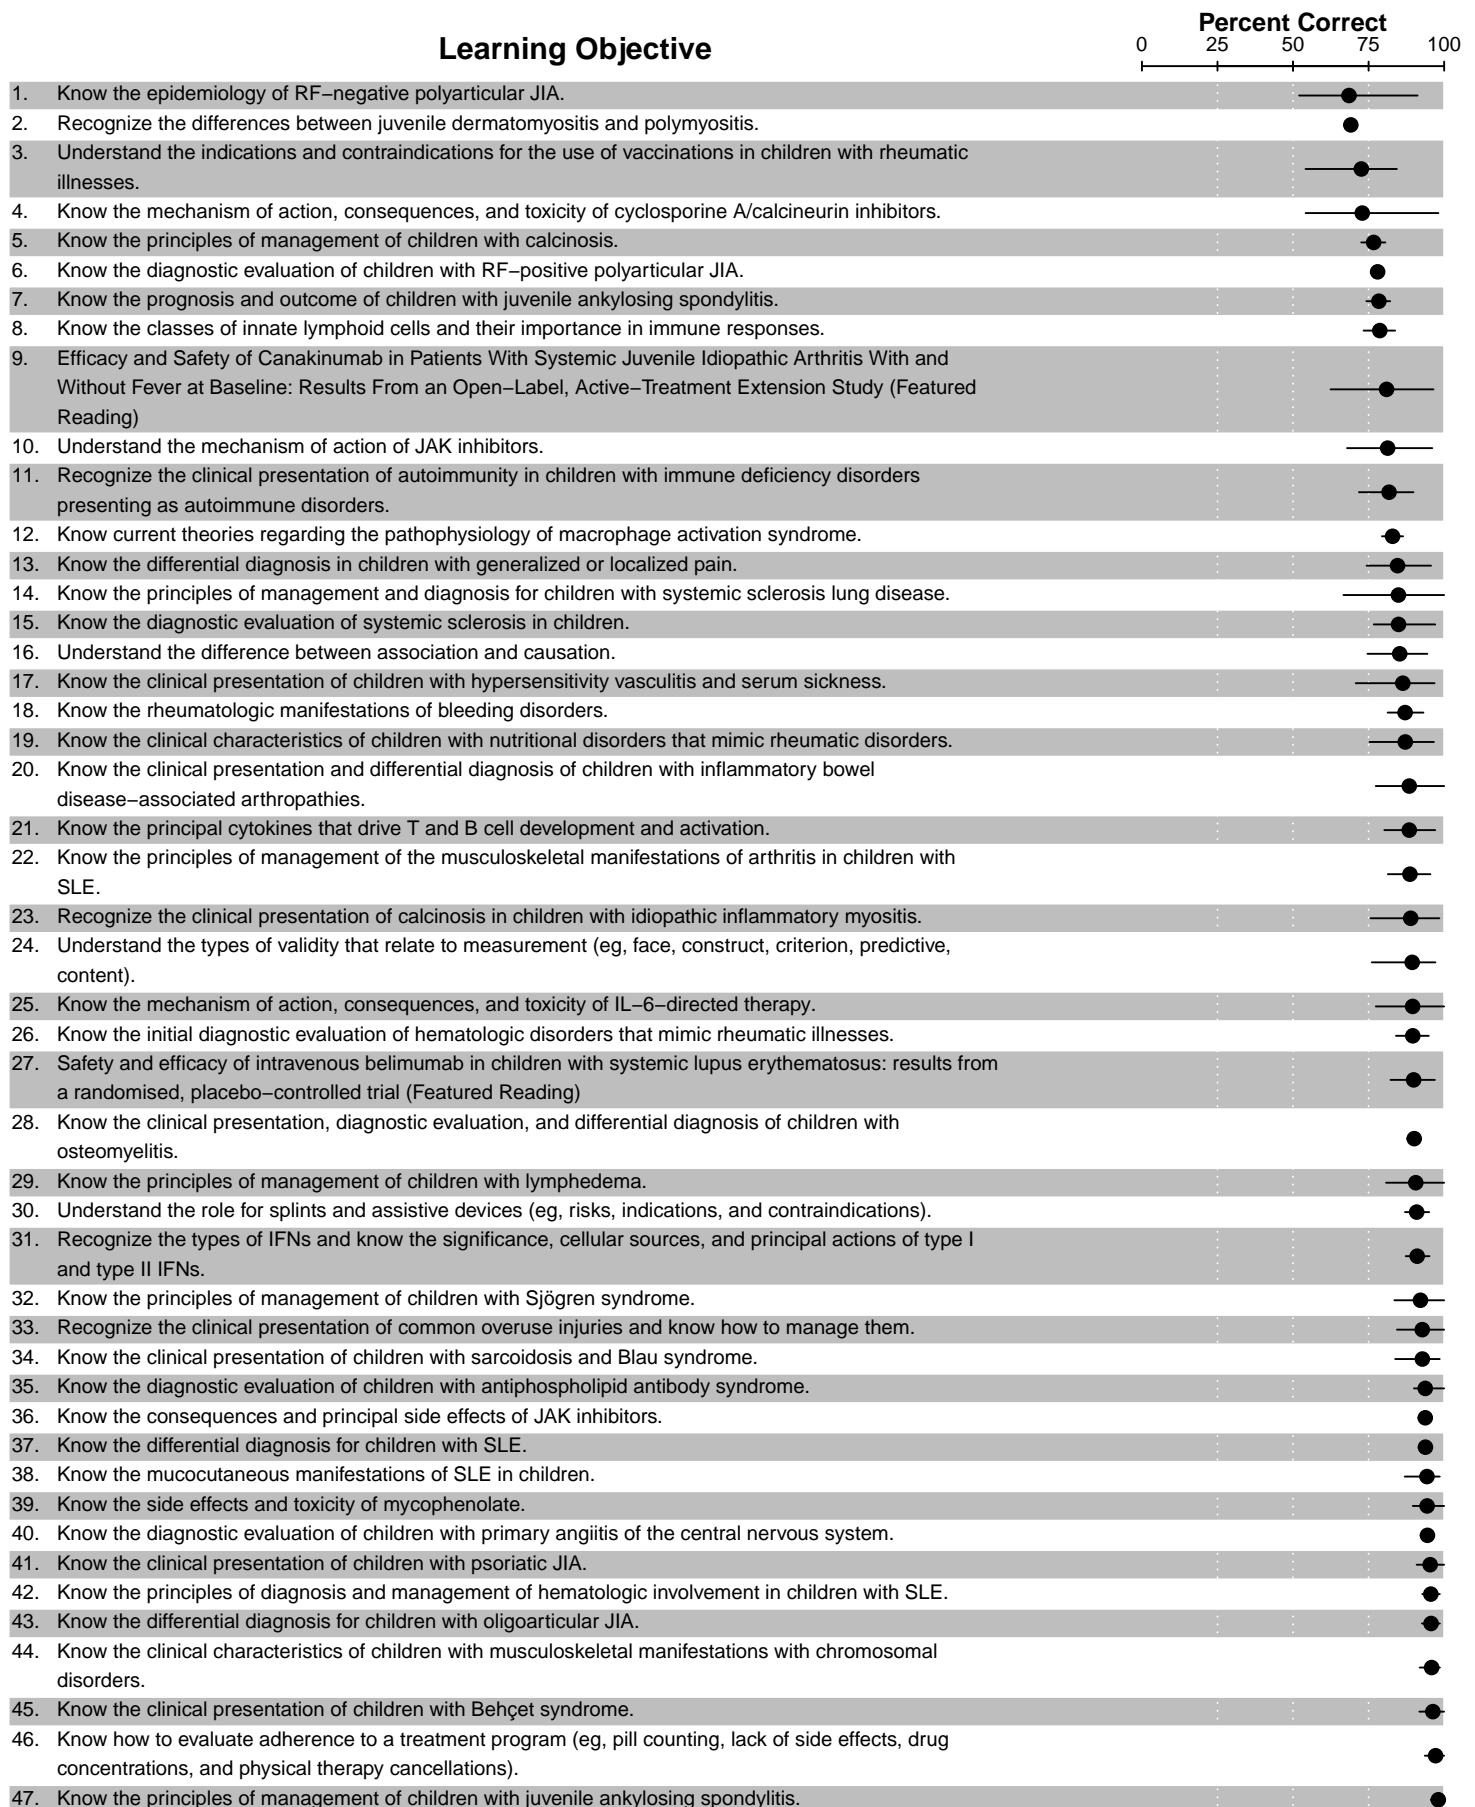 Percent Correct
Learning Objective
0 25 50 75 100
1. Know the epidemiology of RF−negative polyarticular JIA.
2. Recognize the differences between juvenile dermatomyositis and polymyositis.
3. Understand the indications and contraindications for the use of vaccinations in children with rheumatic
illnesses.
4. Know the mechanism of action, consequences, and toxicity of cyclosporine A/calcineurin inhibitors.
5. Know the principles of management of children with calcinosis.
6. Know the diagnostic evaluation of children with RF−positive polyarticular JIA.
7. Know the prognosis and outcome of children with juvenile ankylosing spondylitis.
8. Know the classes of innate lymphoid cells and their importance in immune responses.
9. Efficacy and Safety of Canakinumab in Patients With Systemic Juvenile Idiopathic Arthritis With and
Without Fever at Baseline: Results From an Open−Label, Active−Treatment Extension Study (Featured
Reading)
10. Understand the mechanism of action of JAK inhibitors.
11. Recognize the clinical presentation of autoimmunity in children with immune deficiency disorders
presenting as autoimmune disorders.
12. Know current theories regarding the pathophysiology of macrophage activation syndrome.
13. Know the differential diagnosis in children with generalized or localized pain.
14. Know the principles of management and diagnosis for children with systemic sclerosis lung disease.
15. Know the diagnostic evaluation of systemic sclerosis in children.
16. Understand the difference between association and causation.
17. Know the clinical presentation of children with hypersensitivity vasculitis and serum sickness.
18. Know the rheumatologic manifestations of bleeding disorders.
19. Know the clinical characteristics of children with nutritional disorders that mimic rheumatic disorders.
20. Know the clinical presentation and differential diagnosis of children with inflammatory bowel
disease−associated arthropathies.
21. Know the principal cytokines that drive T and B cell development and activation.
22. Know the principles of management of the musculoskeletal manifestations of arthritis in children with
SLE.
23. Recognize the clinical presentation of calcinosis in children with idiopathic inflammatory myositis.
24. Understand the types of validity that relate to measurement (eg, face, construct, criterion, predictive,
content).
25. Know the mechanism of action, consequences, and toxicity of IL−6−directed therapy.
26. Know the initial diagnostic evaluation of hematologic disorders that mimic rheumatic illnesses.
27. Safety and efficacy of intravenous belimumab in children with systemic lupus erythematosus: results from
a randomised, placebo−controlled trial (Featured Reading)
28. Know the clinical presentation, diagnostic evaluation, and differential diagnosis of children with
osteomyelitis.
29. Know the principles of management of children with lymphedema.
30. Understand the role for splints and assistive devices (eg, risks, indications, and contraindications).
31. Recognize the types of IFNs and know the significance, cellular sources, and principal actions of type I
and type II IFNs.
32. Know the principles of management of children with Sjögren syndrome.
33. Recognize the clinical presentation of common overuse injuries and know how to manage them.
34. Know the clinical presentation of children with sarcoidosis and Blau syndrome.
35. Know the diagnostic evaluation of children with antiphospholipid antibody syndrome.
36. Know the consequences and principal side effects of JAK inhibitors.
37. Know the differential diagnosis for children with SLE.
38. Know the mucocutaneous manifestations of SLE in children.
39. Know the side effects and toxicity of mycophenolate.
40. Know the diagnostic evaluation of children with primary angiitis of the central nervous system.
41. Know the clinical presentation of children with psoriatic JIA.
42. Know the principles of diagnosis and management of hematologic involvement in children with SLE.
43. Know the differential diagnosis for children with oligoarticular JIA.
44. Know the clinical characteristics of children with musculoskeletal manifestations with chromosomal
disorders.
45. Know the clinical presentation of children with Behçet syndrome.
46. Know how to evaluate adherence to a treatment program (eg, pill counting, lack of side effects, drug
concentrations, and physical therapy cancellations).
47. Know the principles of management of children with juvenile ankylosing spondylitis.